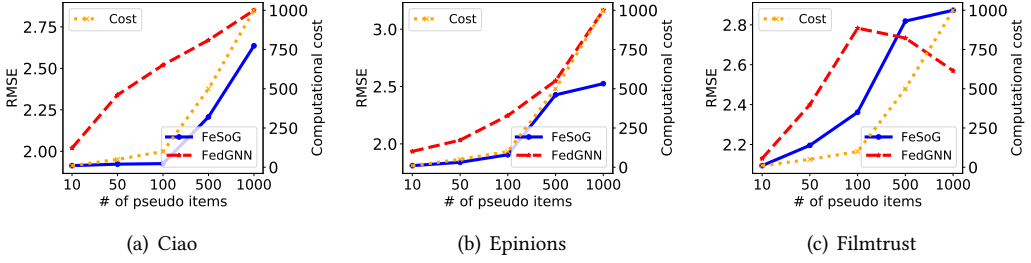 Cost
2.75
2.50
2.25
2.00
RMSE
1000
750
500
250
0
Computational cost
FeSoG
FedGNN
10 50 100 500 1000
# of pseudo items
(a) Ciao
Cost
3.0
2.5
2.0
RMSE
1000
750
500
250
0
Computational cost
FeSoG
FedGNN
10 50 100 500 1000
# of pseudo items
(b) Epinions
Cost
2.8
2.6
2.4
2.2
RMSE
1000
750
500
250
0
Computational cost
FeSoG
FedGNN
10 50 100 500 1000
# of pseudo items
(c) Filmtrust